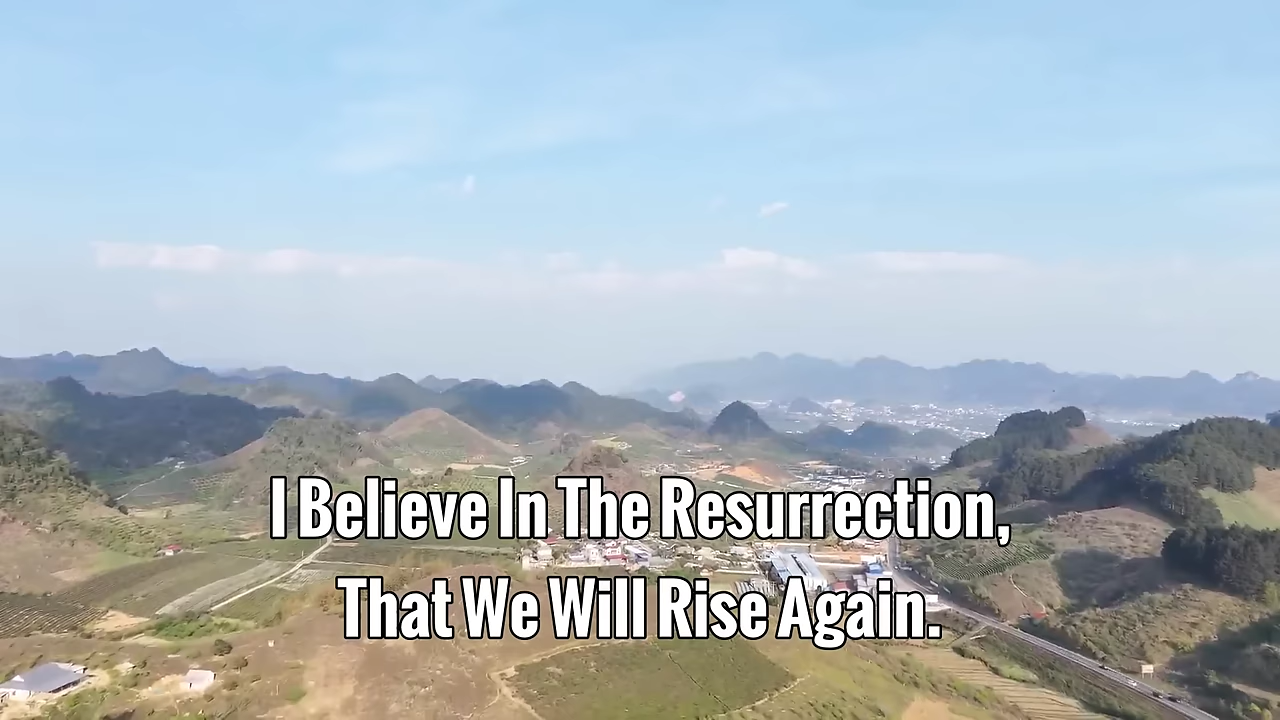 I Believe In The Resurrection,
That We Will Rise Again.